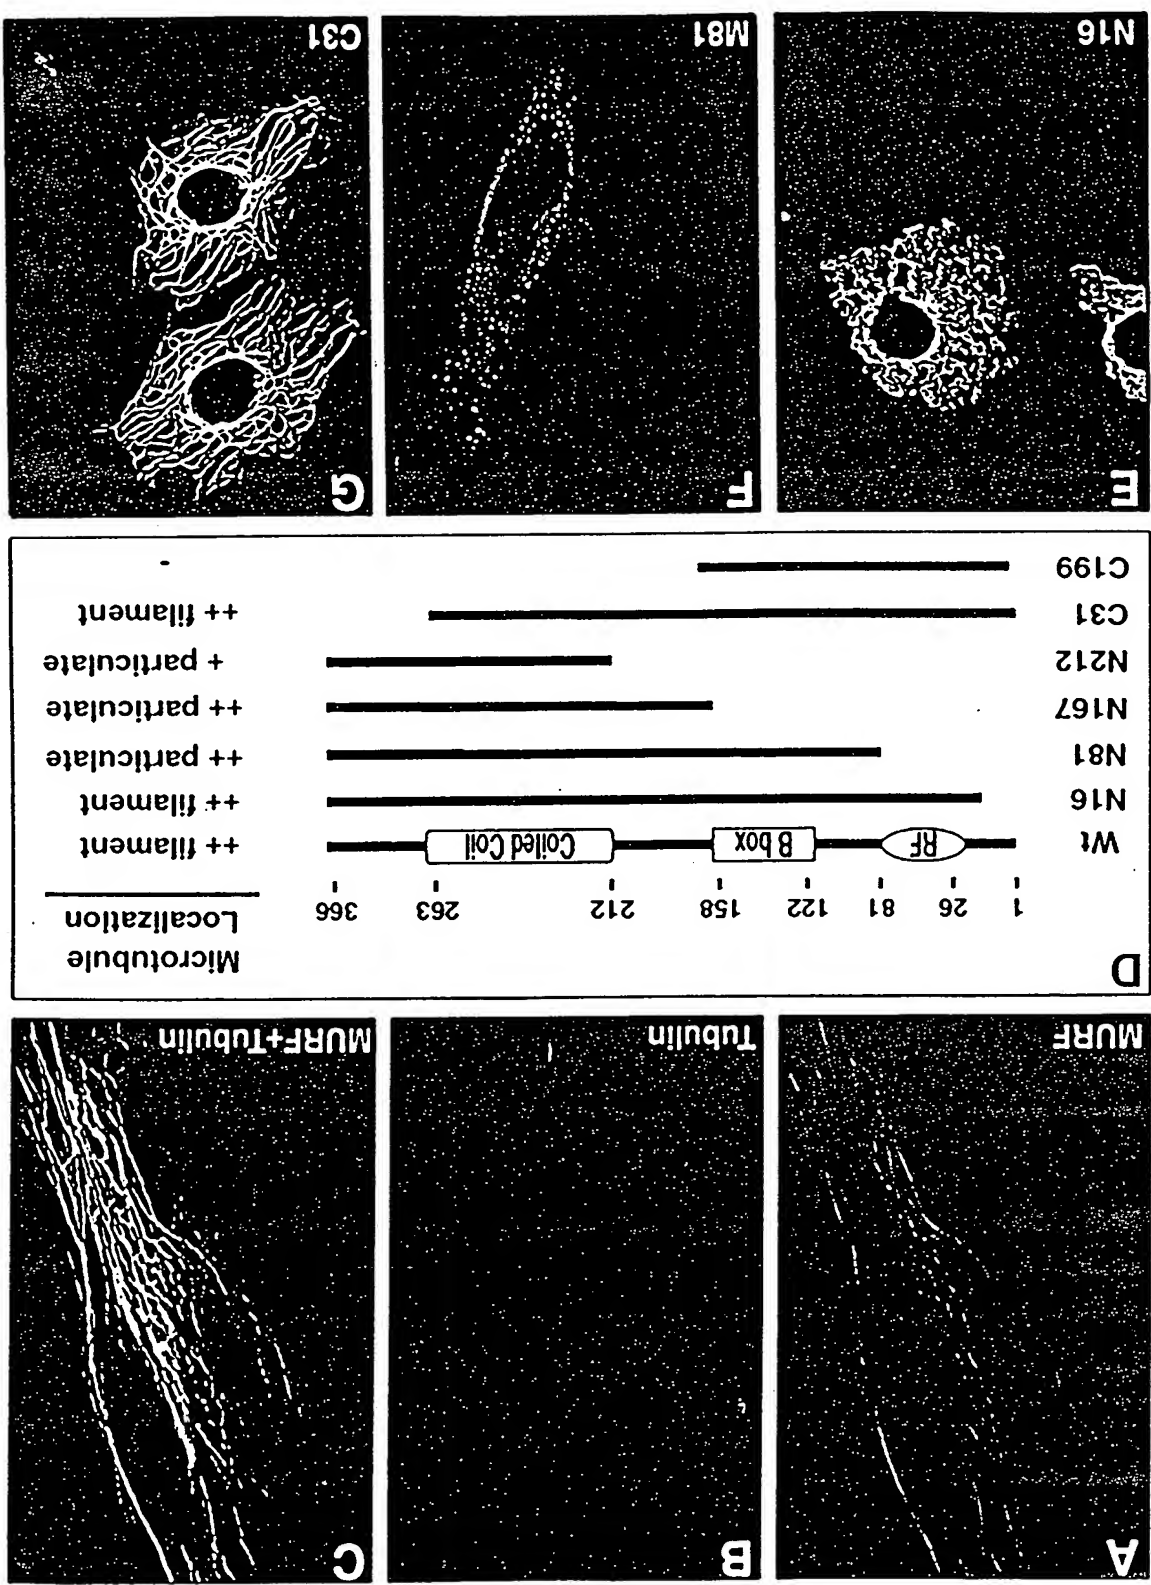 A
B
C
MURF
Tubulin
MURF+Tubulin
D
Microtubule
Localization
1 26 81 122 158 212 263 366
Wt RF B box Coiled Coil ++ filament
N16 ++ filament
N81 ++ particulate
N167 ++ particulate
N212 + particulate
C31 ++ filament
C199 -
E
F
G
N16
M81
C31